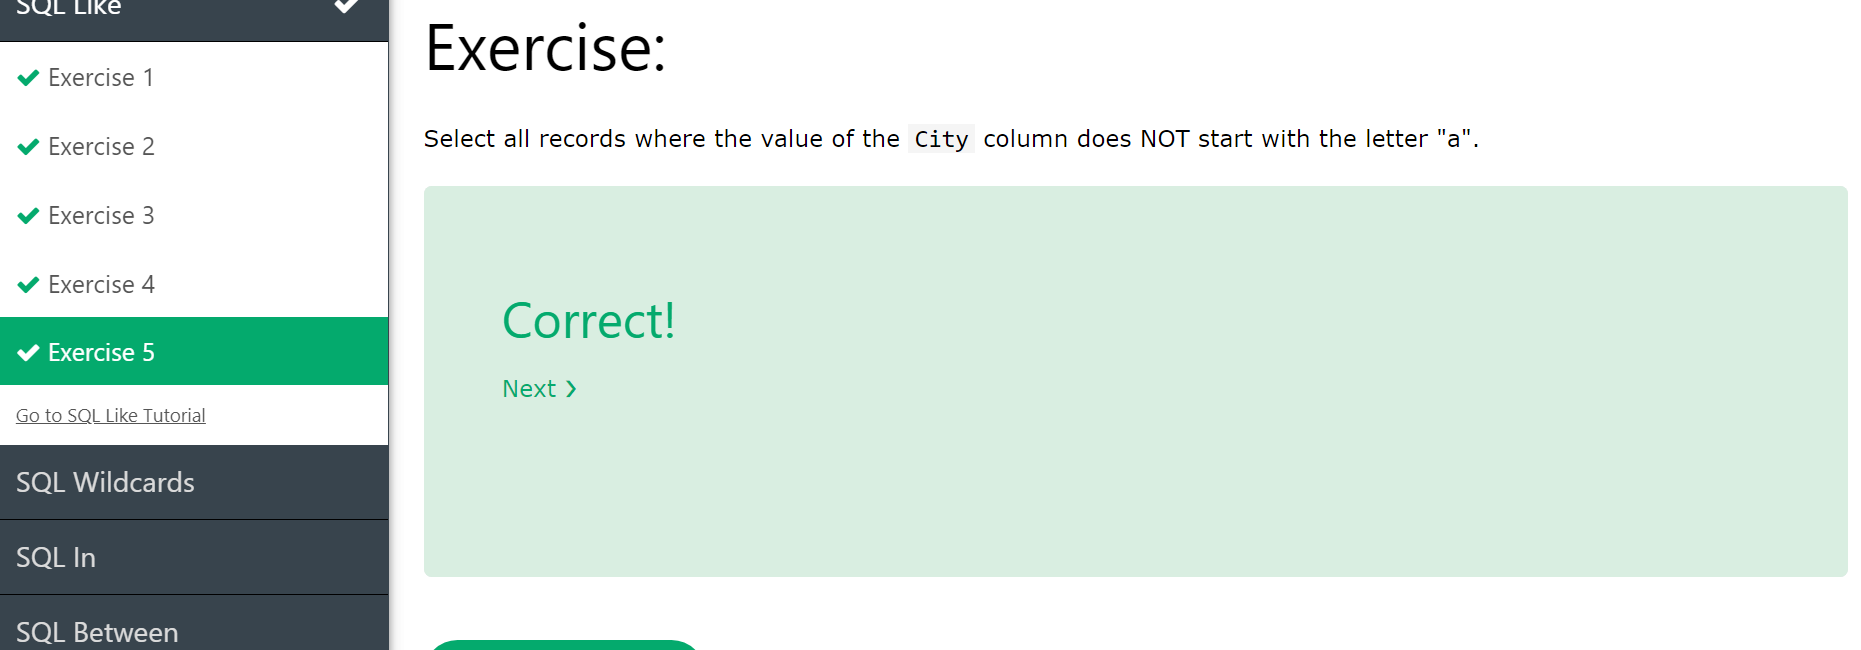 SQL Like
Exercise 1
Exercise 2
Exercise 3
Exercise 4
Exercise 5
Go to SQL Like Tutorial
SQL Wildcards
SQL In
SQL Between
Exercise:
Select all records where the value of the City column does NOT start with the letter "a".
Correct!
Next ❯